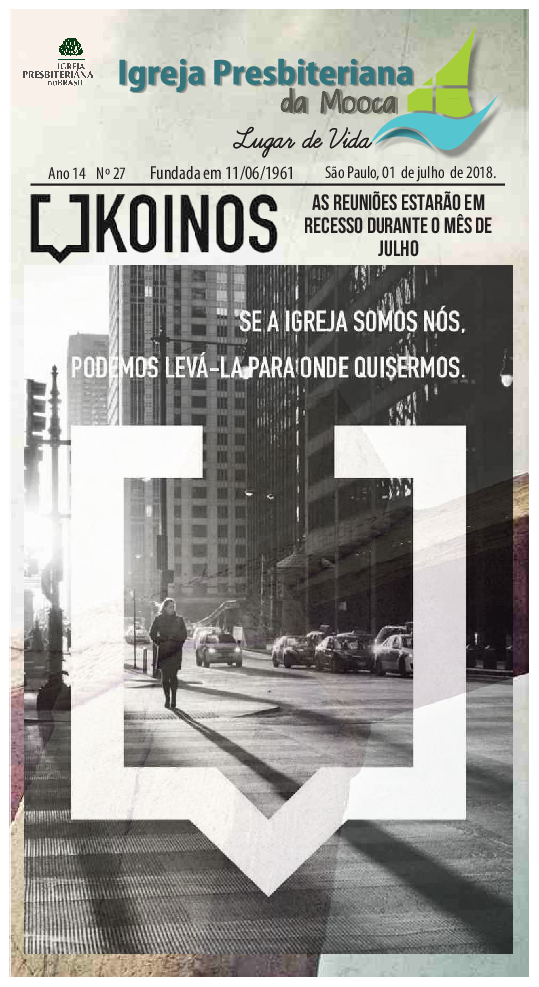 IGREJA
PRESBITERIANA
DO BRASIL
Igreja Presbiteriana
da Mooca
Lugar de Vida
Ano 14 Nº 27 Fundada em 11/06/1961 São Paulo, 01 de julho de 2018.
KOINOS
AS REUNIÕES ESTARÃO EM
RECESSO DURANTE O MÊS DE
JULHO
SE A IGREJA SOMOS NÓS,
PODEMOS LEVÁ-LA PARA ONDE QUISERMOS.